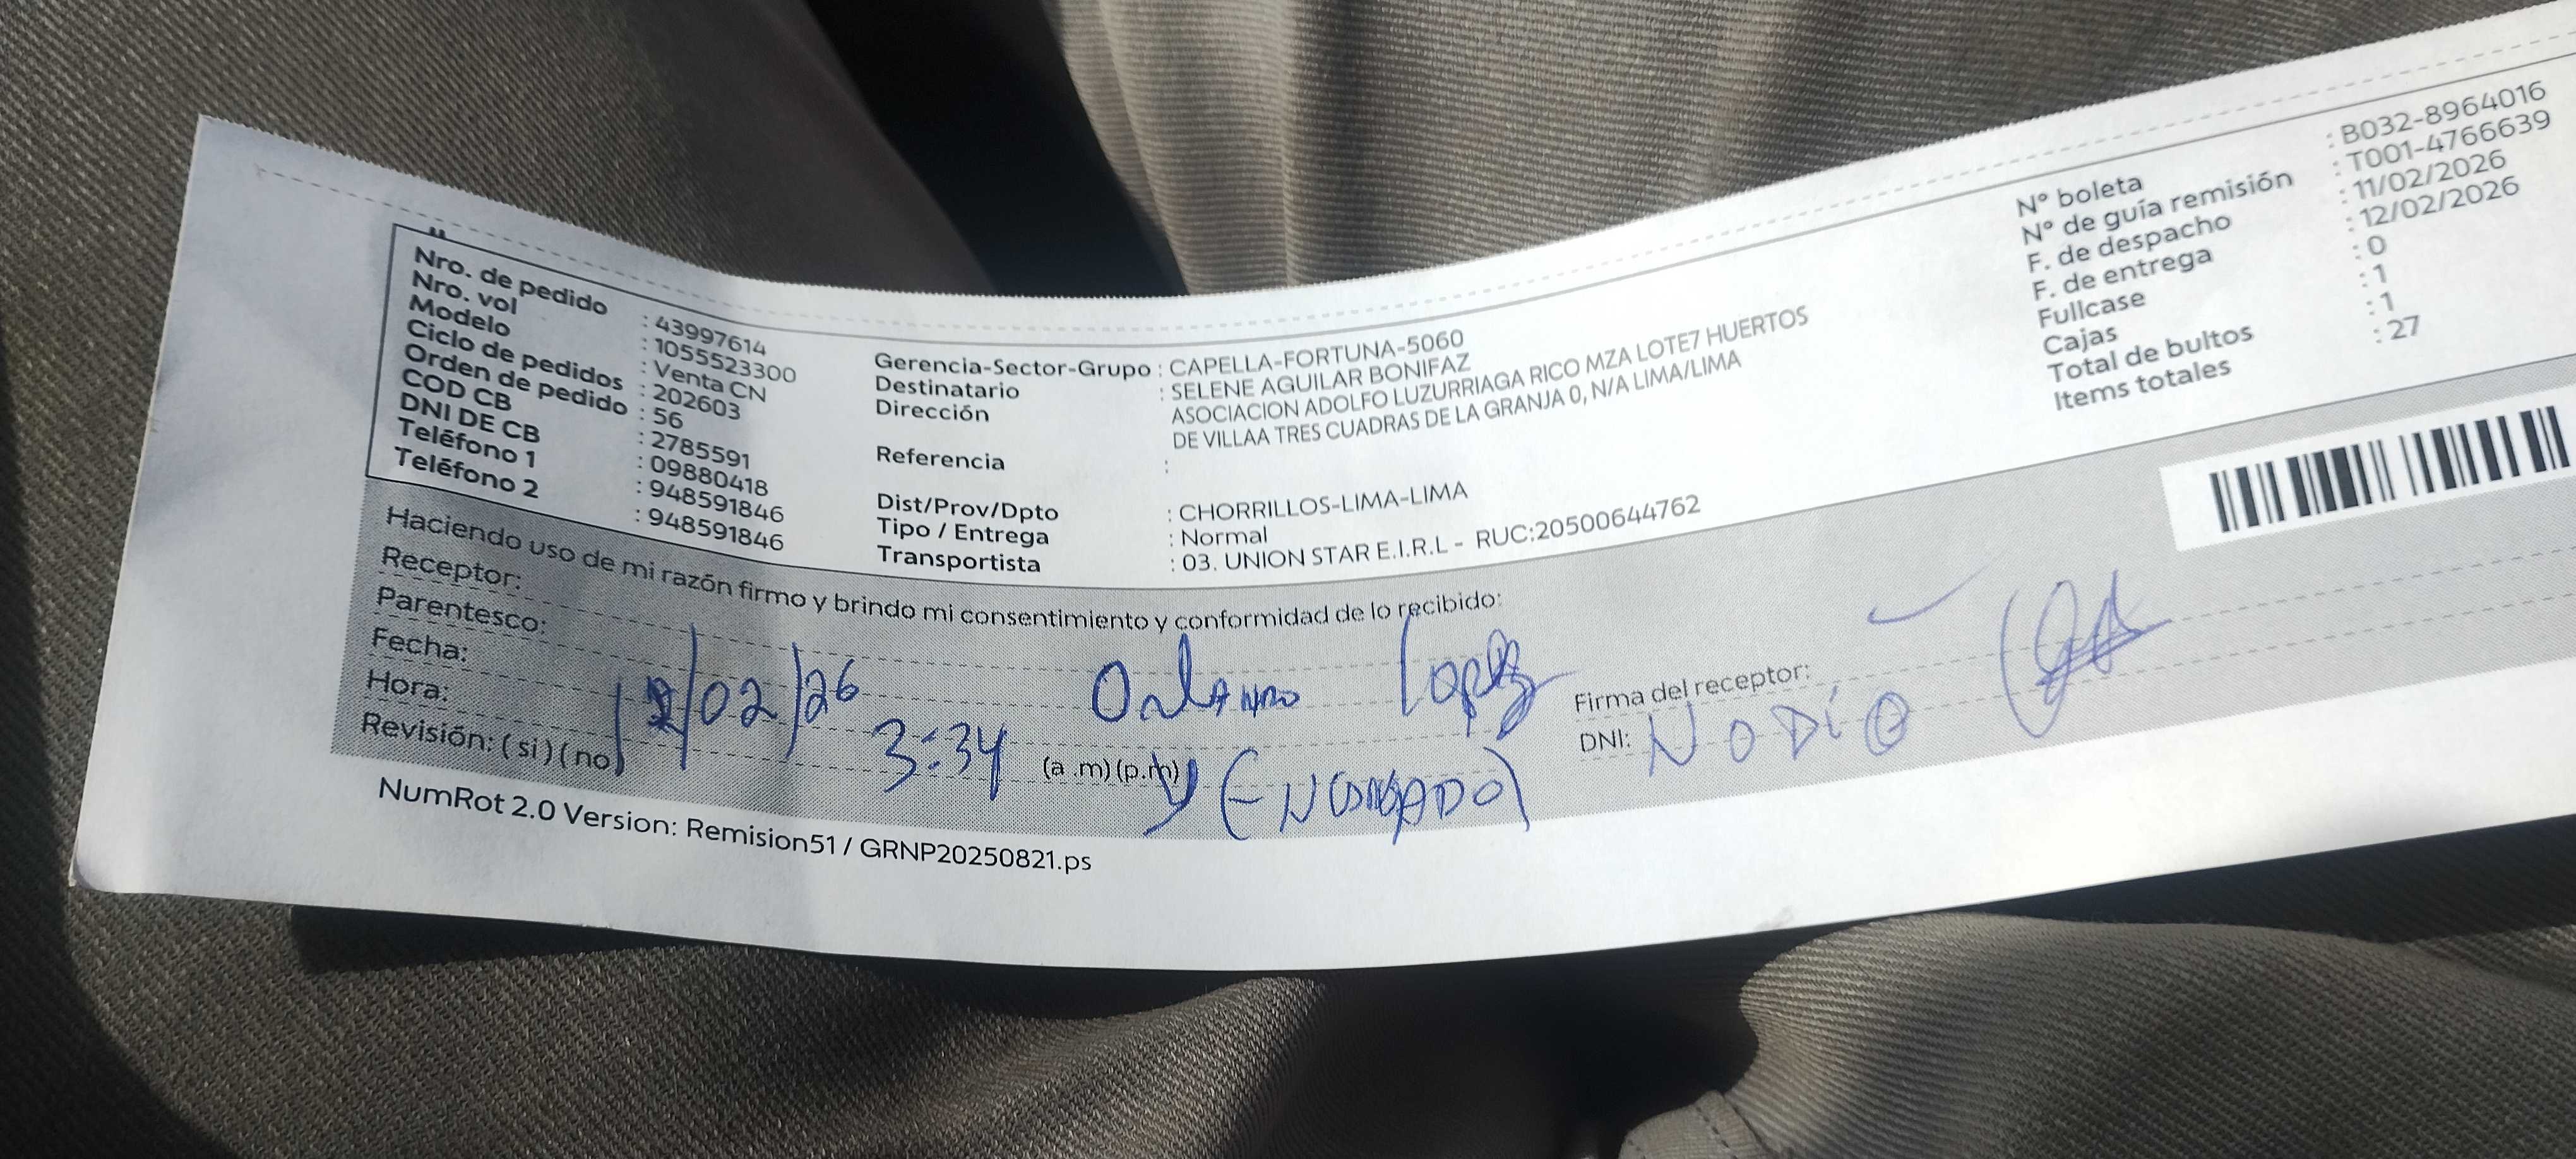 Nro. de pedido : 43997614
Nro. vol : 1055523300
Modelo : Venta CN
Ciclo de pedidos : 202603
Orden de pedido : 56
COD CB : 2785591
DNI DE CB : 09880418
Teléfono 1 : 948591846
Teléfono 2 : 948591846
Gerencia-Sector-Grupo : CAPELLA-FORTUNA-5060
Destinatario : SELENE AGUILAR BONIFAZ
Dirección ASOCIACION ADOLFO LUZURRIAGA RICO MZA LOTE7 HUERTOS
DE VILLAA TRES CUADRAS DE LA GRANJA 0, N/A LIMA/LIMA
Referencia :
Dist/Prov/Dpto : CHORRILLOS-LIMA-LIMA
Tipo / Entrega : Normal
Transportista : 03. UNION STAR E.I.R.L - RUC:20500644762
N° boleta : B032-8964016
N° de guía remisión : T001-4766639
F. de despacho : 11/02/2026
F. de entrega : 12/02/2026
Fullcase : 0
Cajas : 1
Total de bultos : 1
Items totales : 27
Haciendo uso de mi razón firmo y brindo mi consentimiento y conformidad de lo recibido:
Receptor: Orlando Lopez
Parentesco:
Fecha: 12/02/26
Hora: 3:34 (a .m) (p.m) (ENCARGADO)
Revisión: ( si ) ( no )
Firma del receptor:
DNI: NO DIO
NumRot 2.0 Version: Remision51 / GRNP20250821.ps